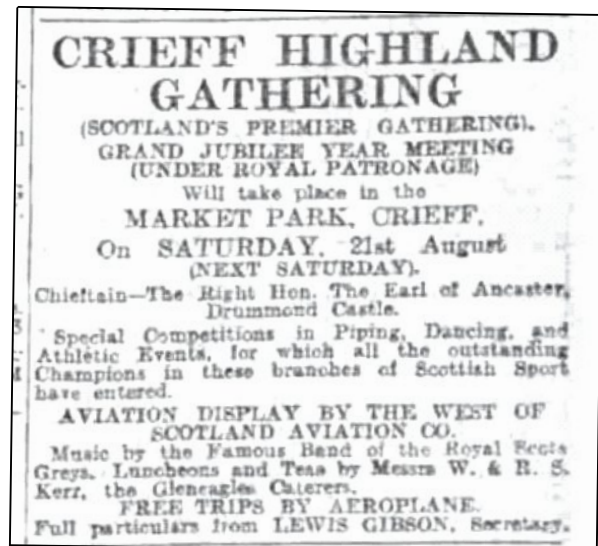 CRIEFF HIGHLAND
GATHERING
(SCOTLAND'S PREMIER GATHERING).
GRAND JUBILEE YEAR MEETING
(UNDER ROYAL PATRONAGE)
Will take place in the
MARKET PARK, CRIEFF,
On SATURDAY, 21st August
(NEXT SATURDAY).
Chieftain—The Right Hon. The Earl of Ancaster,
Drummond Castle.
Special Competitions in Piping, Dancing, and
Athletic Events, for which all the outstanding
Champions in these branches of Scottish Sport
have entered.
AVIATION DISPLAY BY THE WEST OF
SCOTLAND AVIATION CO.
Music by the Famous Band of the Royal Scots
Greys. Luncheons and Teas by Messrs W. & R. S.
Kerr, the Gleneagles Caterers.
FREE TRIPS BY AEROPLANE.
Full particulars from LEWIS GIBSON, Secretary.